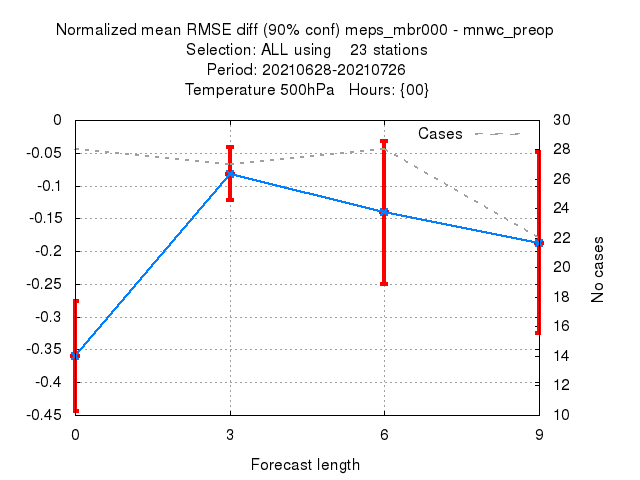 Normalized mean RMSE diff (90% conf) meps_mbr000 - mnwc_preop
Selection: ALL using    23 stations
Period: 20210628-20210726
Temperature 500hPa   Hours: {00}
Cases
0
-0.05
-0.1
-0.15
-0.2
-0.25
-0.3
-0.35
-0.4
-0.45
30
28
26
24
22
20
18
16
14
12
10
No cases
0 3 6 9
Forecast length